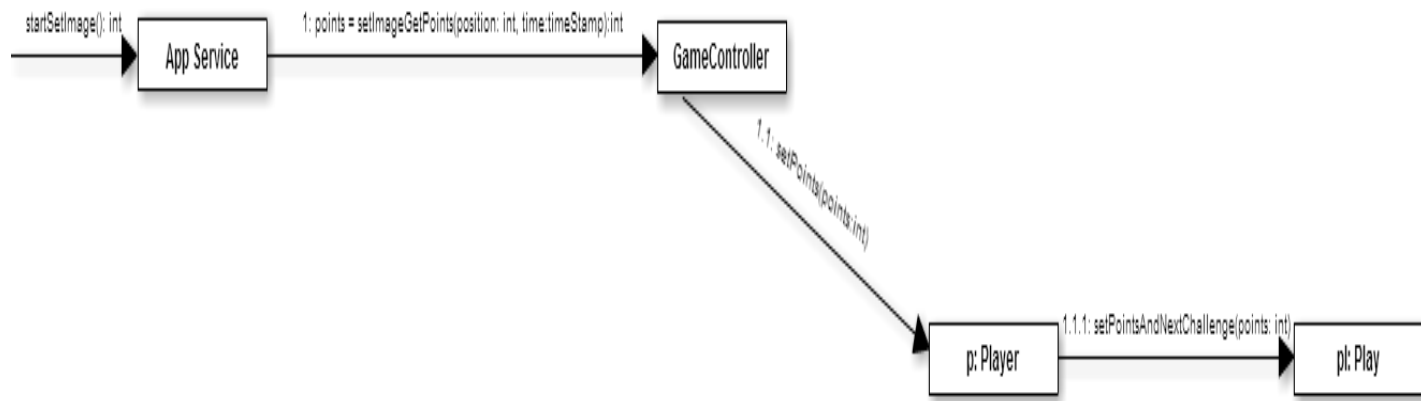 startSetImage(): int
App Service
1: points = setImageGetPoints(position: int, time:timeStamp):int
GameController
1.1: setPoints(points:int)
p: Player
1.1.1: setPointsAndNextChallenge(points: int)
pl: Play